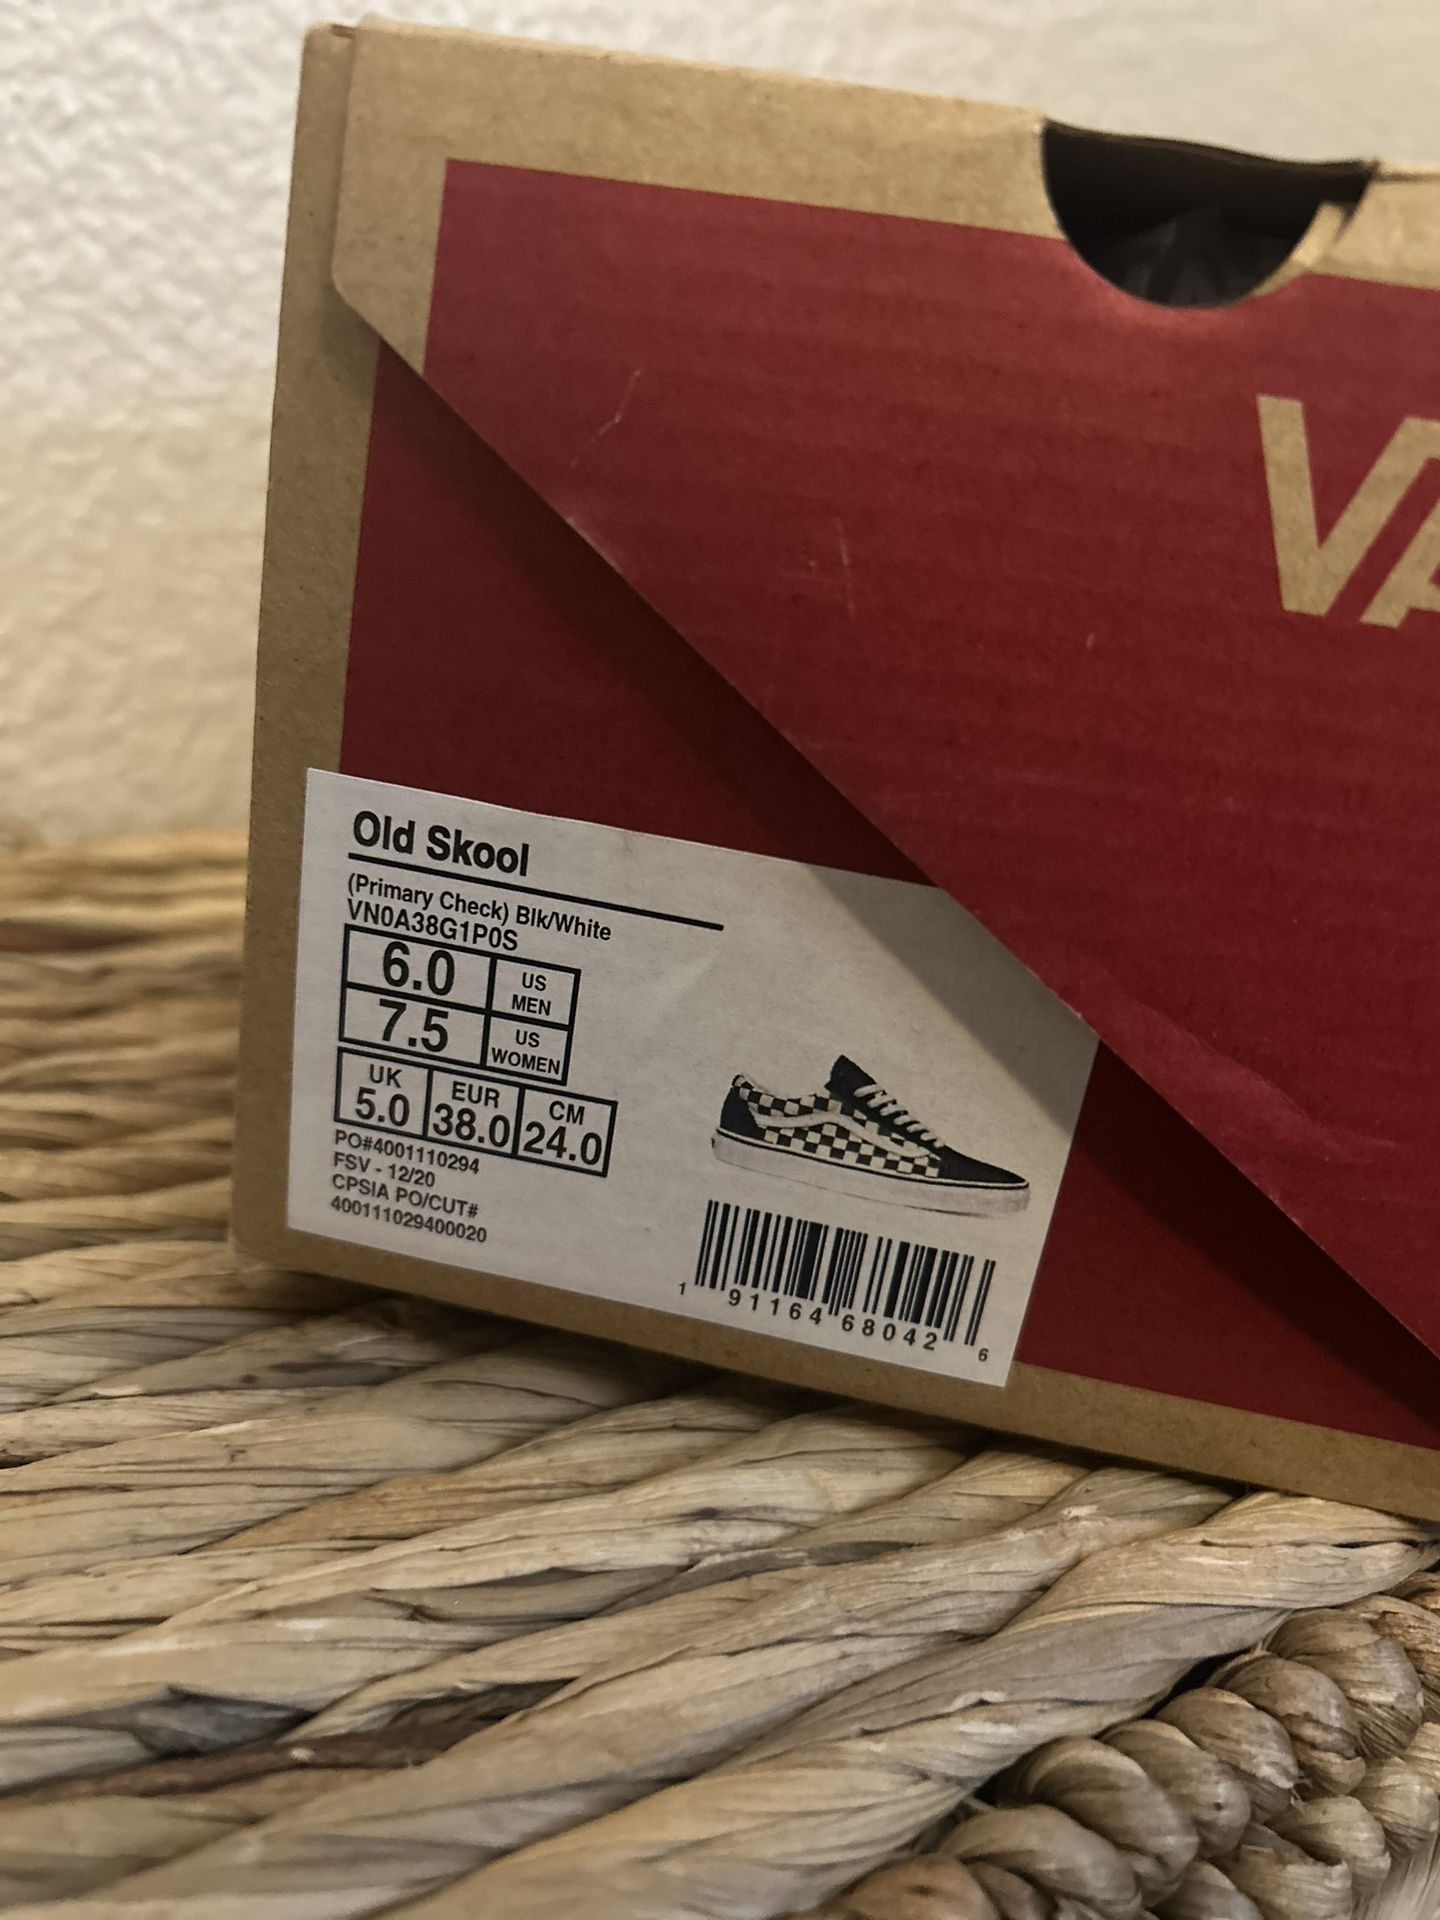 VA
Old Skool
(Primary Check) Blk/White
VN0A38G1P0S
6.0 US MEN
7.5 US WOMEN
UK EUR CM
5.0 38.0 24.0
PO#4001110294
FSV - 12/20
CPSIA PO/CUT#
400111029400020
1 91164 68042 6